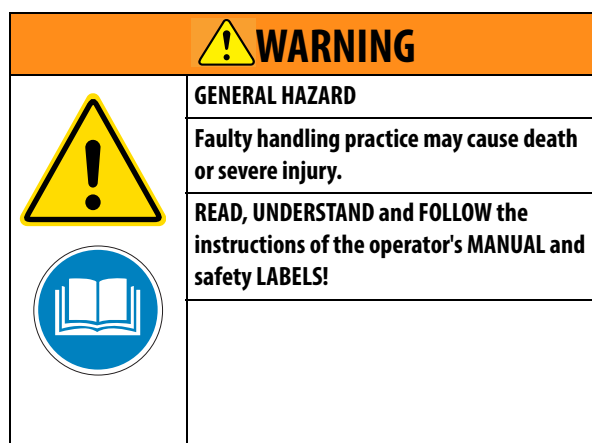 WARNING
GENERAL HAZARD
Faulty handling practice may cause death
or severe injury.
READ, UNDERSTAND and FOLLOW the
instructions of the operator's MANUAL and
safety LABELS!